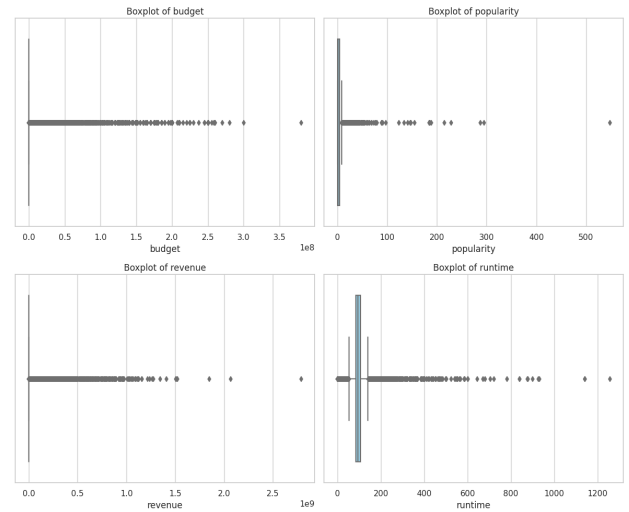 Boxplot of budget
0.0 0.5 1.0 1.5 2.0 2.5 3.0 3.5
budget 1e8
Boxplot of popularity
0 100 200 300 400 500
popularity
Boxplot of revenue
0.0 0.5 1.0 1.5 2.0 2.5
revenue 1e9
Boxplot of runtime
0 200 400 600 800 1000 1200
runtime